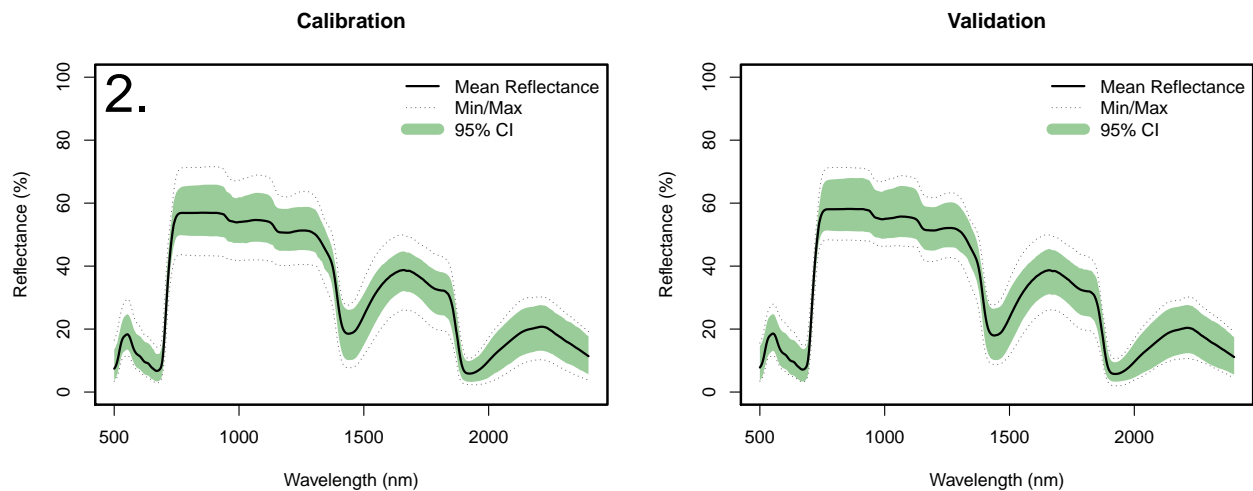 Calibration
2.
Mean Reflectance
Min/Max
95% CI
Reflectance (%)
100
80
60
40
20
0
500 1000 1500 2000
Wavelength (nm)
Validation
Mean Reflectance
Min/Max
95% CI
Reflectance (%)
100
80
60
40
20
0
500 1000 1500 2000
Wavelength (nm)